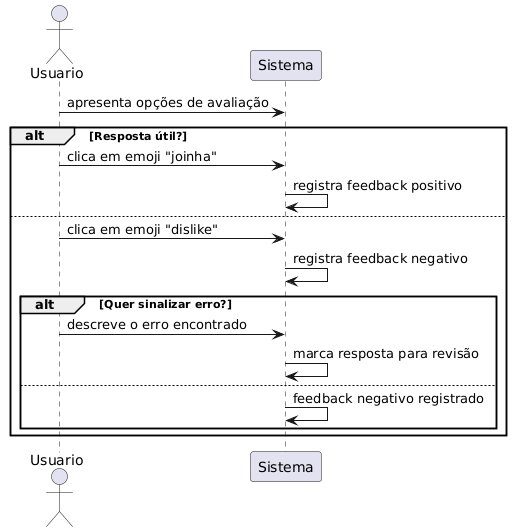 Usuario
Sistema
apresenta opções de avaliação
alt
[Resposta útil?]
clica em emoji "joinha"
registra feedback positivo
clica em emoji "dislike"
registra feedback negativo
alt
[Quer sinalizar erro?]
descreve o erro encontrado
marca resposta para revisão
feedback negativo registrado
Usuario
Sistema